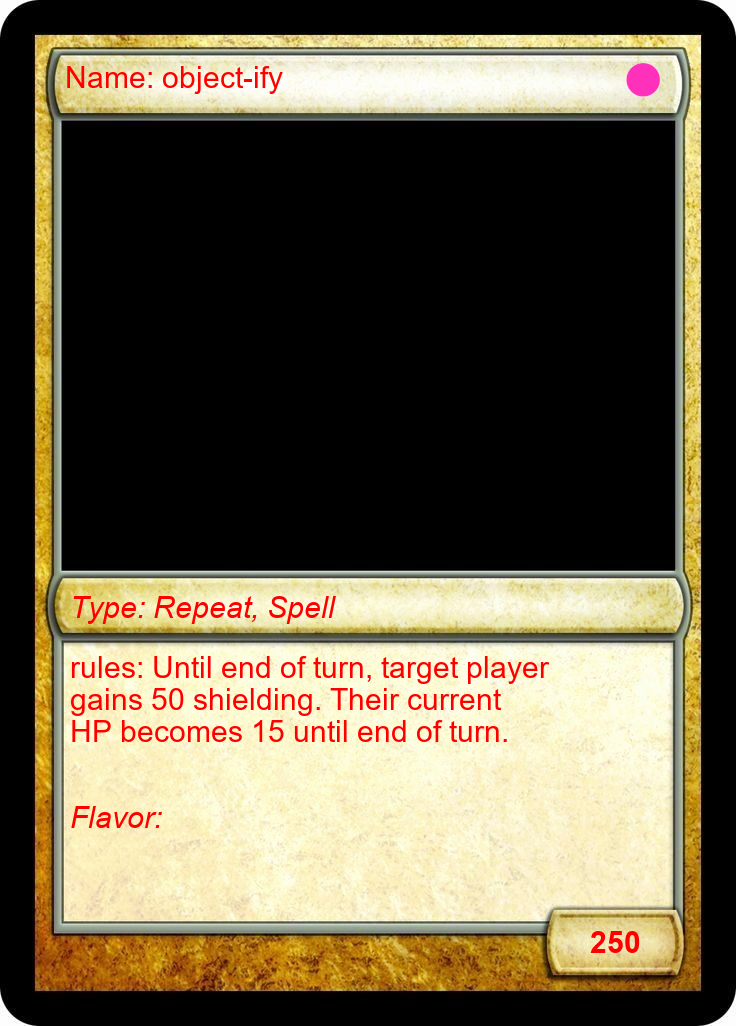 Name: object-ify
Type: Repeat, Spell
rules: Until end of turn, target player
gains 50 shielding. Their current
HP becomes 15 until end of turn.
Flavor:
250